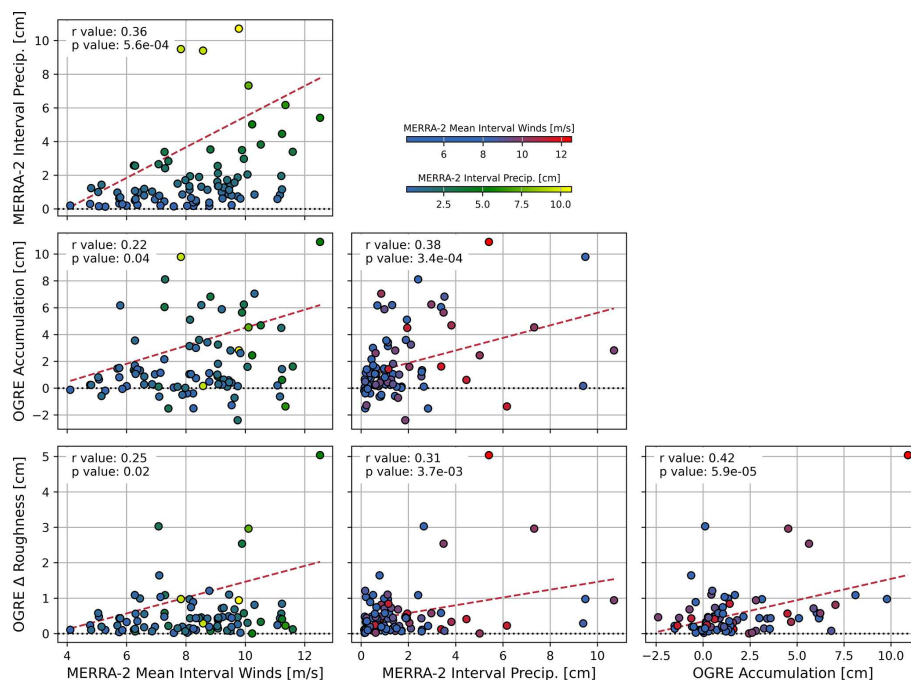 r value: 0.36
p value: 5.6e-04
MERRA-2 Interval Precip. [cm]
10
8
6
4
2
0
MERRA-2 Mean Interval Winds [m/s]
6 8 10 12
MERRA-2 Interval Precip. [cm]
2.5 5.0 7.5 10.0
r value: 0.22
p value: 0.04
OGRE Accumulation [cm]
10
8
6
4
2
0
−2
r value: 0.38
p value: 3.4e-04
r value: 0.25
p value: 0.02
OGRE Δ Roughness [cm]
5
4
3
2
1
0
4 6 8 10 12
MERRA-2 Mean Interval Winds [m/s]
r value: 0.31
p value: 3.7e-03
0 2 4 6 8 10
MERRA-2 Interval Precip. [cm]
r value: 0.42
p value: 5.9e-05
−2.5 0.0 2.5 5.0 7.5 10.0
OGRE Accumulation [cm]